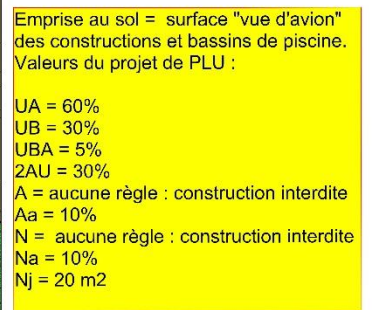 Emprise au sol = surface "vue d'avion"
des constructions et bassins de piscine.
Valeurs du projet de PLU :
UA = 60%
UB = 30%
UBA = 5%
2AU = 30%
A = aucune règle : construction interdite
Aa = 10%
N = aucune règle : construction interdite
Na = 10%
Nj = 20 m2